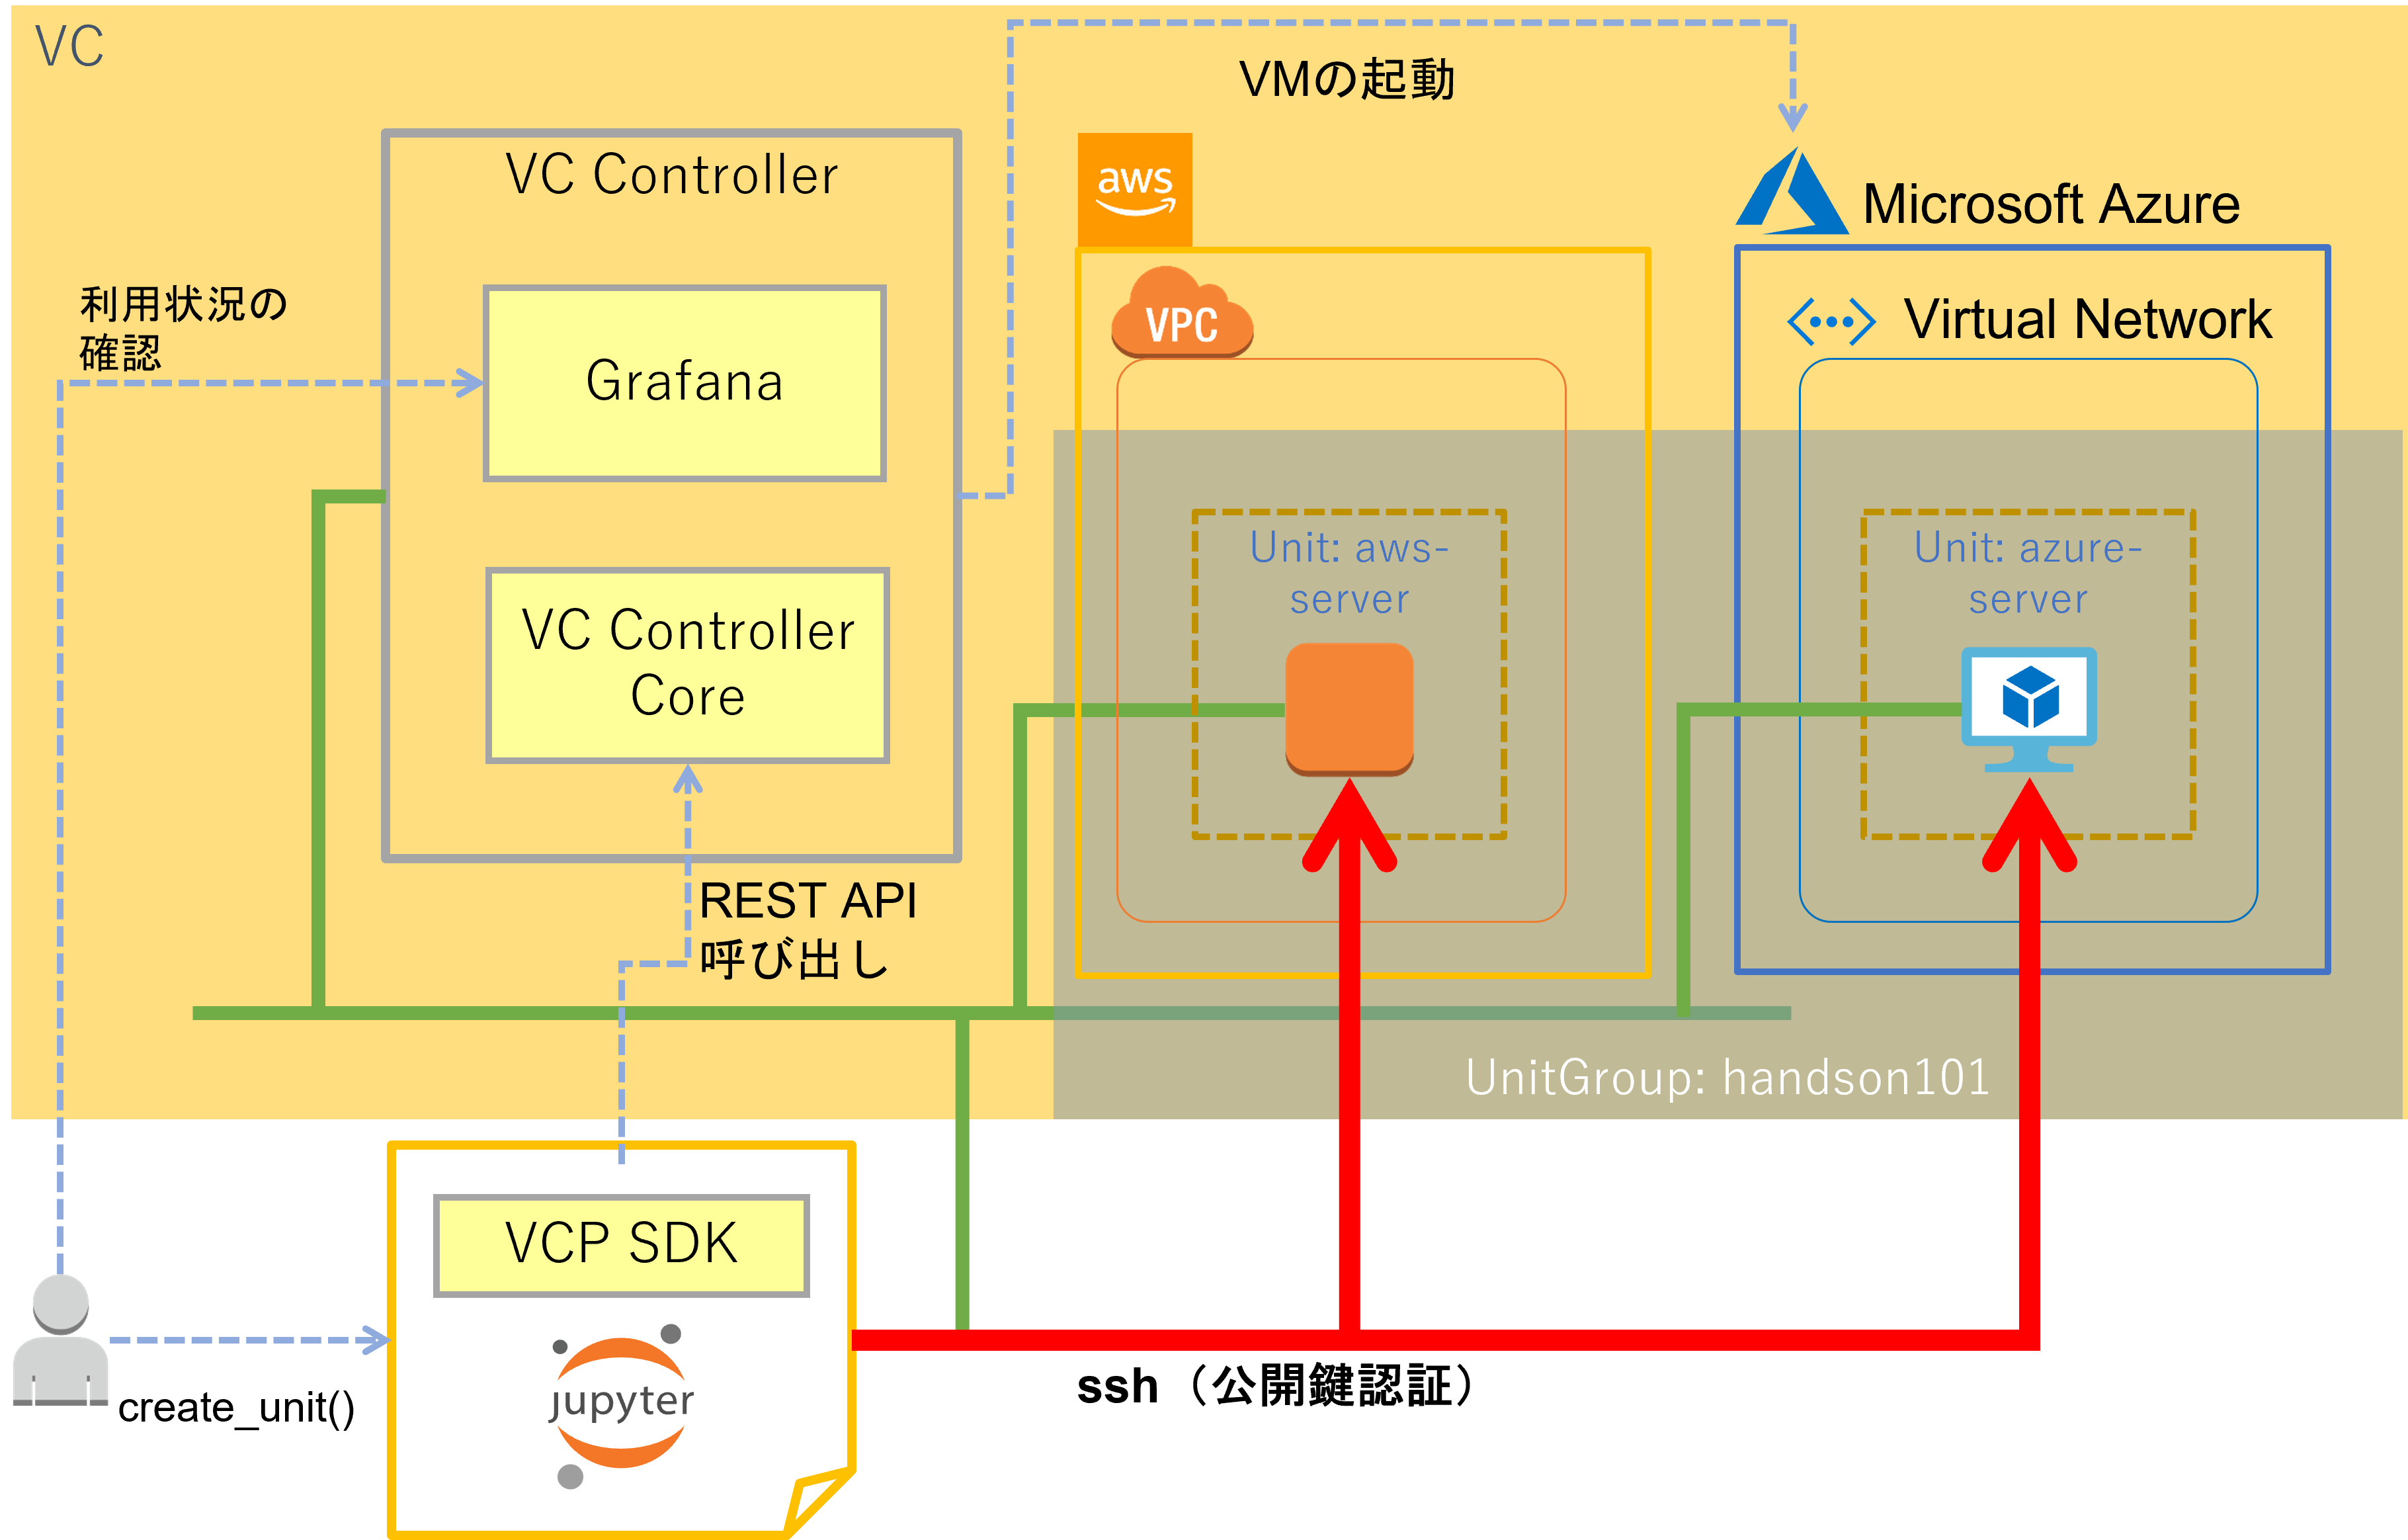 VC
VMの起動
VC Controller
aws
Microsoft Azure
利用状況の
確認
VPC
Virtual Network
Grafana
Unit: aws-
server
Unit: azure-
server
VC Controller
Core
REST API
呼び出し
UnitGroup: handson101
VCP SDK
jupyter
create_unit()
ssh（公開鍵認証）